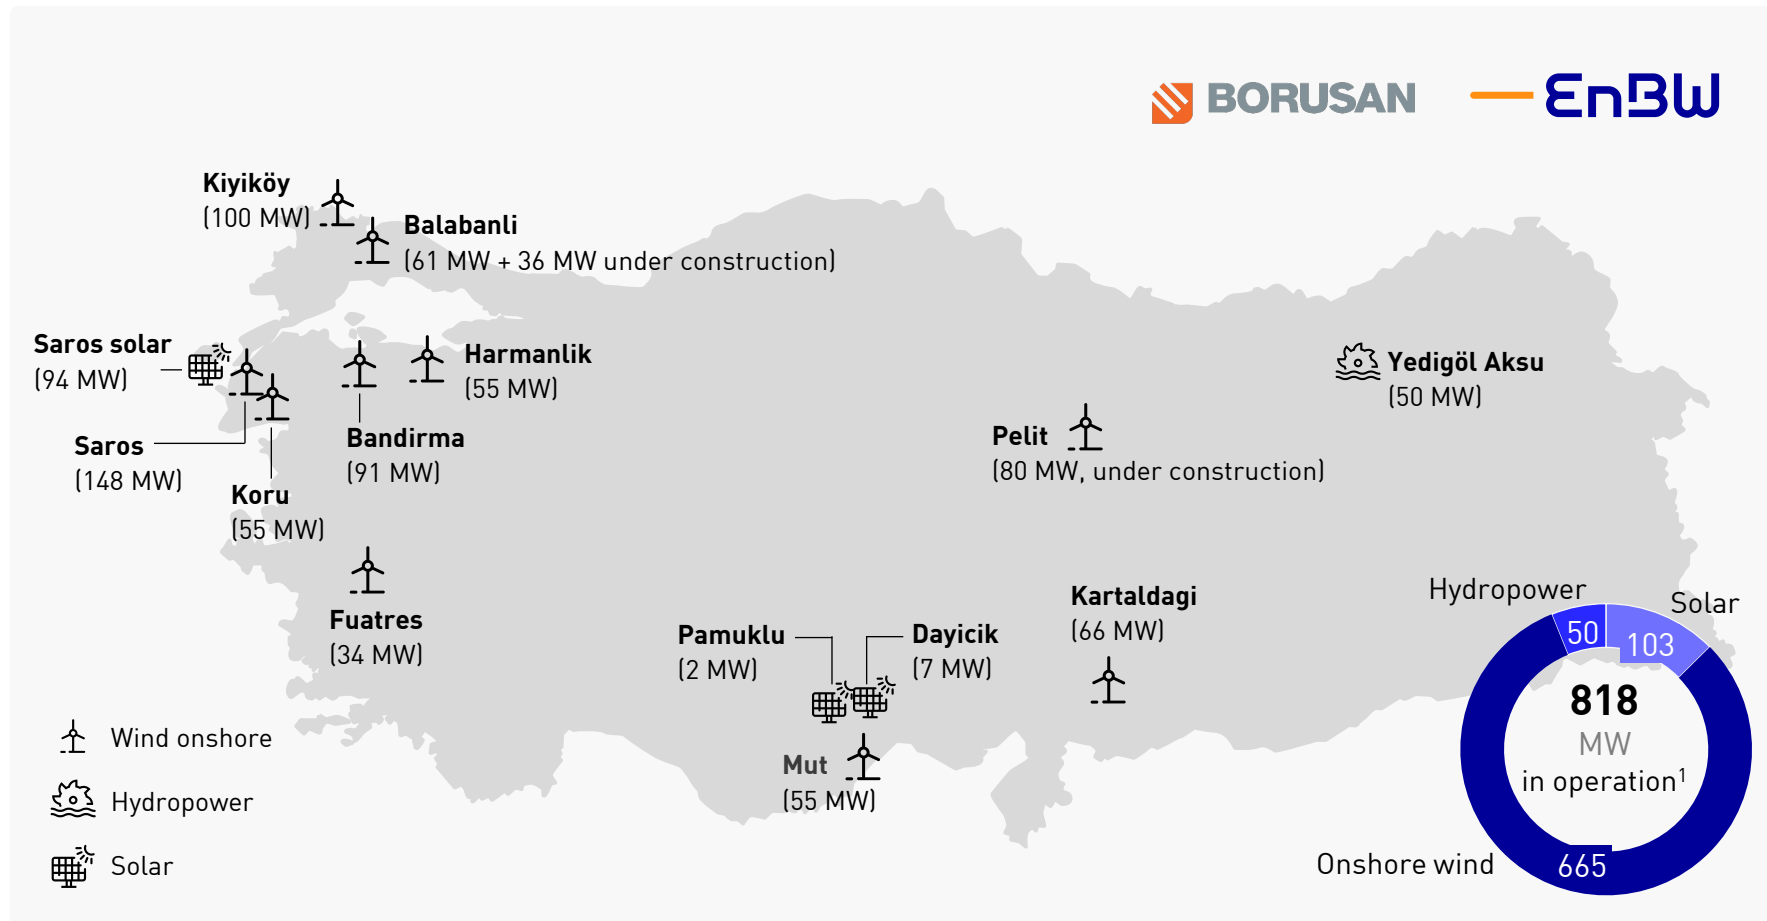 BORUSAN
EnBW
Kiyiköy
(100 MW)
Balabanli
(61 MW + 36 MW under construction)
Saros solar
(94 MW)
Harmanlik
(55 MW)
Yedigöl Aksu
(50 MW)
Saros
(148 MW)
Bandirma
(91 MW)
Pelit
(80 MW, under construction)
Koru
(55 MW)
Fuatres
(34 MW)
Pamuklu
(2 MW)
Dayicik
(7 MW)
Kartaldagi
(66 MW)
Mut
(55 MW)
Wind onshore
Hydropower
Solar
Hydropower
Solar
50
103
818
MW
in operation¹
Onshore wind
665